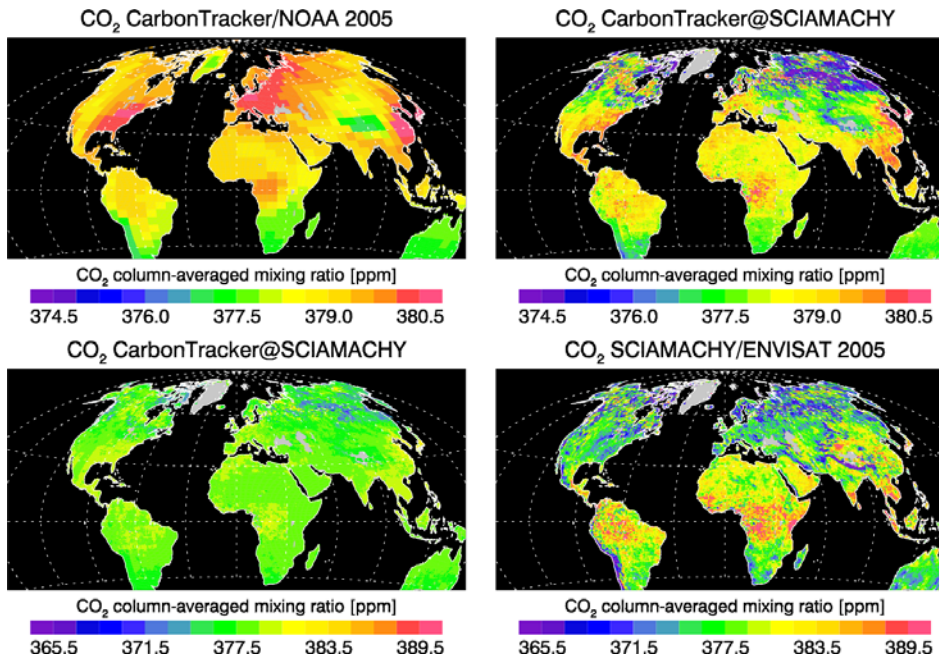 CO₂ CarbonTracker/NOAA 2005
CO₂ column-averaged mixing ratio [ppm]
374.5 376.0 377.5 379.0 380.5
CO₂ CarbonTracker@SCIAMACHY
CO₂ column-averaged mixing ratio [ppm]
374.5 376.0 377.5 379.0 380.5
CO₂ CarbonTracker@SCIAMACHY
CO₂ column-averaged mixing ratio [ppm]
365.5 371.5 377.5 383.5 389.5
CO₂ SCIAMACHY/ENVISAT 2005
CO₂ column-averaged mixing ratio [ppm]
365.5 371.5 377.5 383.5 389.5